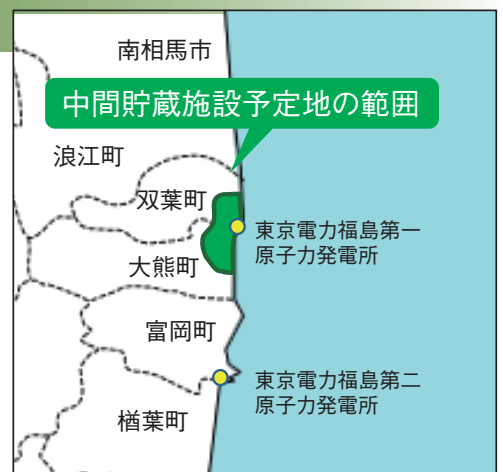 南相馬市
中間貯蔵施設予定地の範囲
浪江町
双葉町
東京電力福島第一
原子力発電所
大熊町
富岡町
東京電力福島第二
原子力発電所
楢葉町